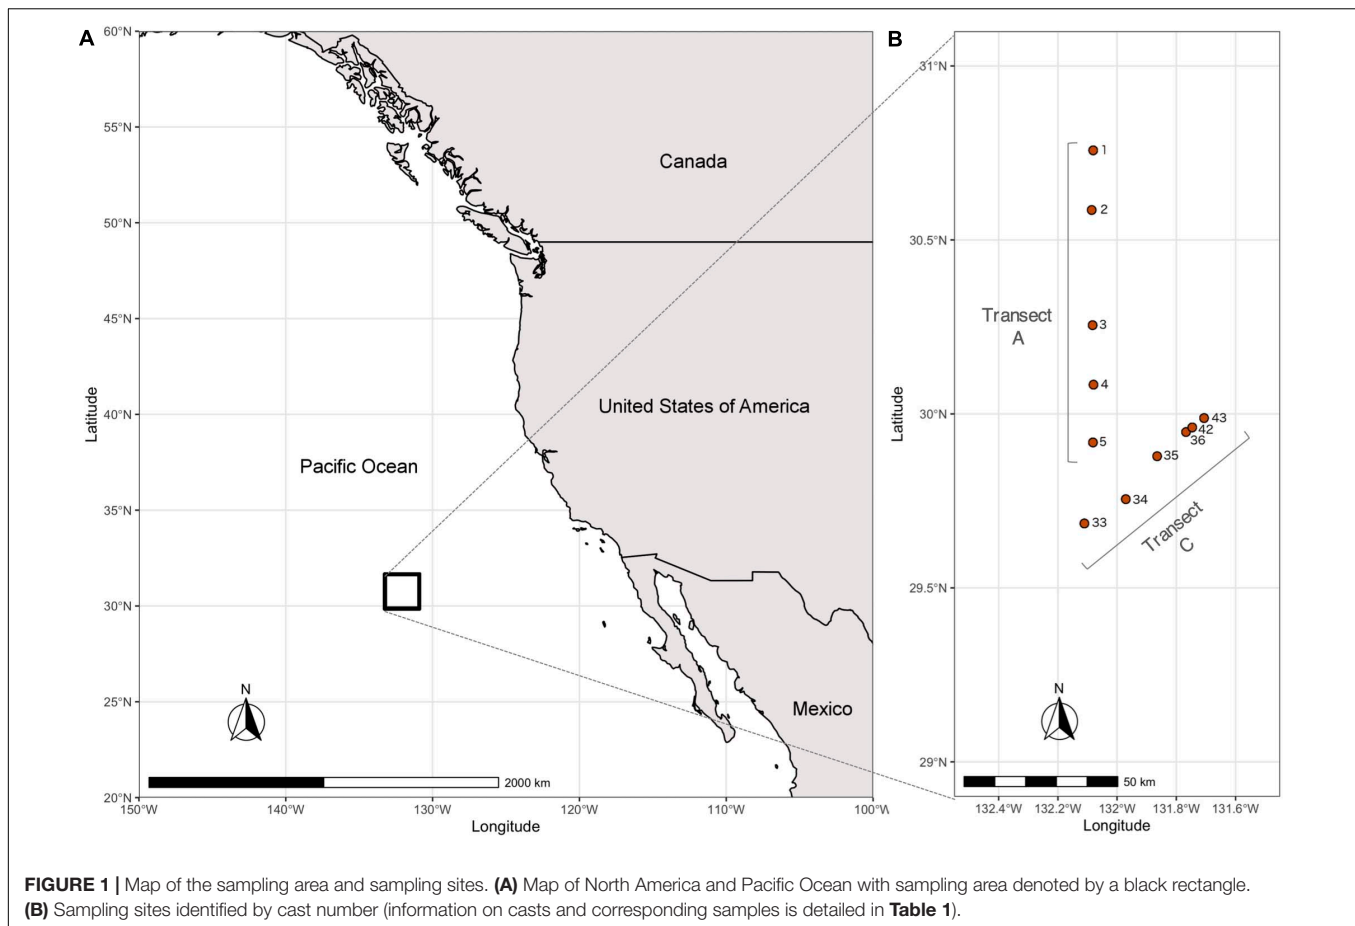 A
60°N
55°N
50°N
45°N
40°N
35°N
30°N
25°N
20°N
Latitude
Canada
United States of America
Pacific Ocean
Mexico
N
2000 km
150°W
140°W
130°W
120°W
110°W
100°W
Longitude
B
31°N
30.5°N
30°N
29.5°N
29°N
Latitude
1
2
Transect
A
3
4
5
43
42
36
35
34
33
Transect
C
N
50 km
132.4°W
132.2°W
132°W
131.8°W
131.6°W
Longitude
FIGURE 1 | Map of the sampling area and sampling sites. (A) Map of North America and Pacific Ocean with sampling area denoted by a black rectangle.
(B) Sampling sites identified by cast number (information on casts and corresponding samples is detailed in Table 1).